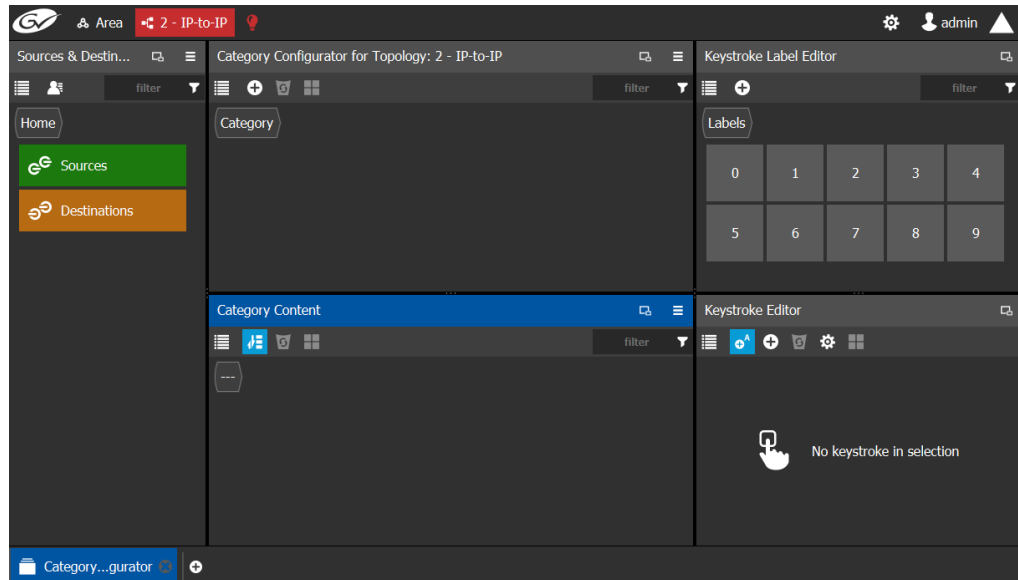 GV
Area
2 - IP-to-IP
admin
Sources & Destin...
Category Configurator for Topology: 2 - IP-to-IP
Keystroke Label Editor
filter
filter
filter
Home
Category
Labels
Sources
Destinations
0 1 2 3 4
5 6 7 8 9
Category Content
Keystroke Editor
filter
---
No keystroke in selection
Category...gurator